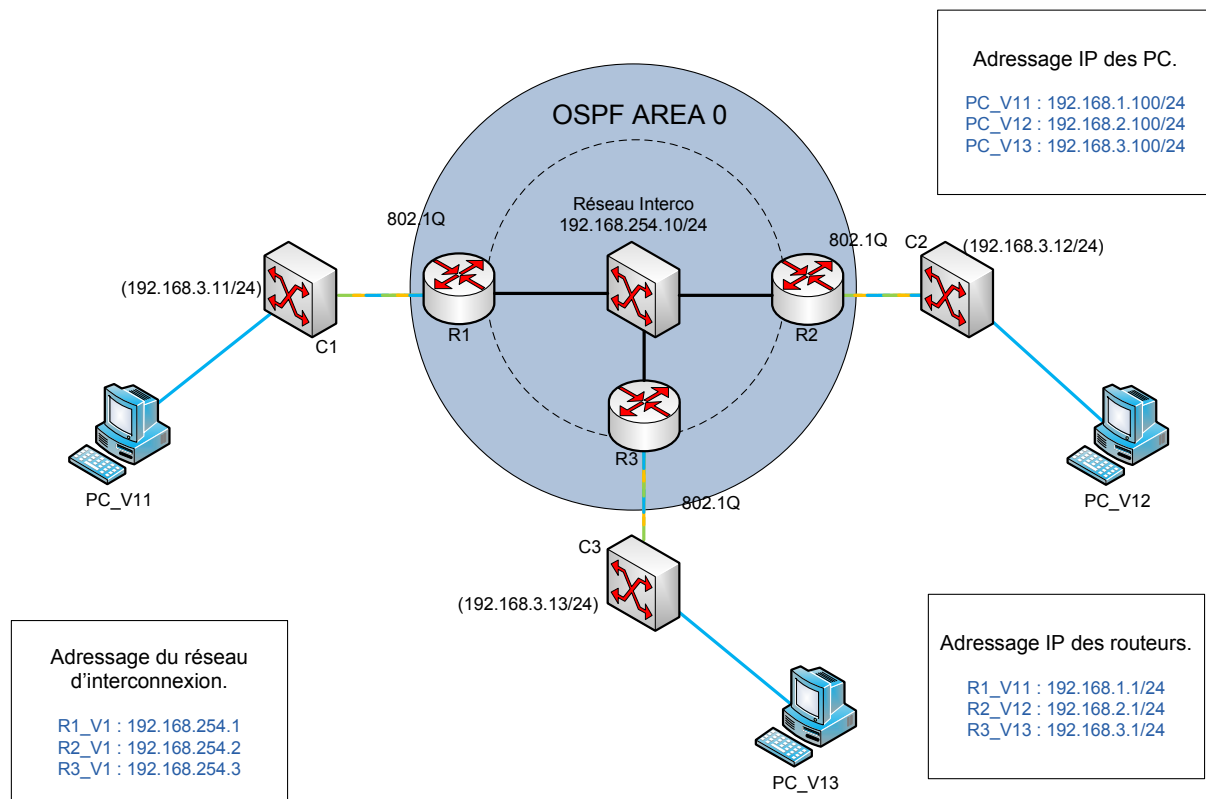 Adressage IP des PC.
PC_V11 : 192.168.1.100/24
PC_V12 : 192.168.2.100/24
PC_V13 : 192.168.3.100/24
OSPF AREA 0
Réseau Interco
192.168.254.10/24
802.1Q
802.1Q
C2
(192.168.3.12/24)
(192.168.3.11/24)
C1
R1
R2
R3
PC_V11
PC_V12
802.1Q
C3
(192.168.3.13/24)
PC_V13
Adressage du réseau
d’interconnexion.
R1_V1 : 192.168.254.1
R2_V1 : 192.168.254.2
R3_V1 : 192.168.254.3
Adressage IP des routeurs.
R1_V11 : 192.168.1.1/24
R2_V12 : 192.168.2.1/24
R3_V13 : 192.168.3.1/24